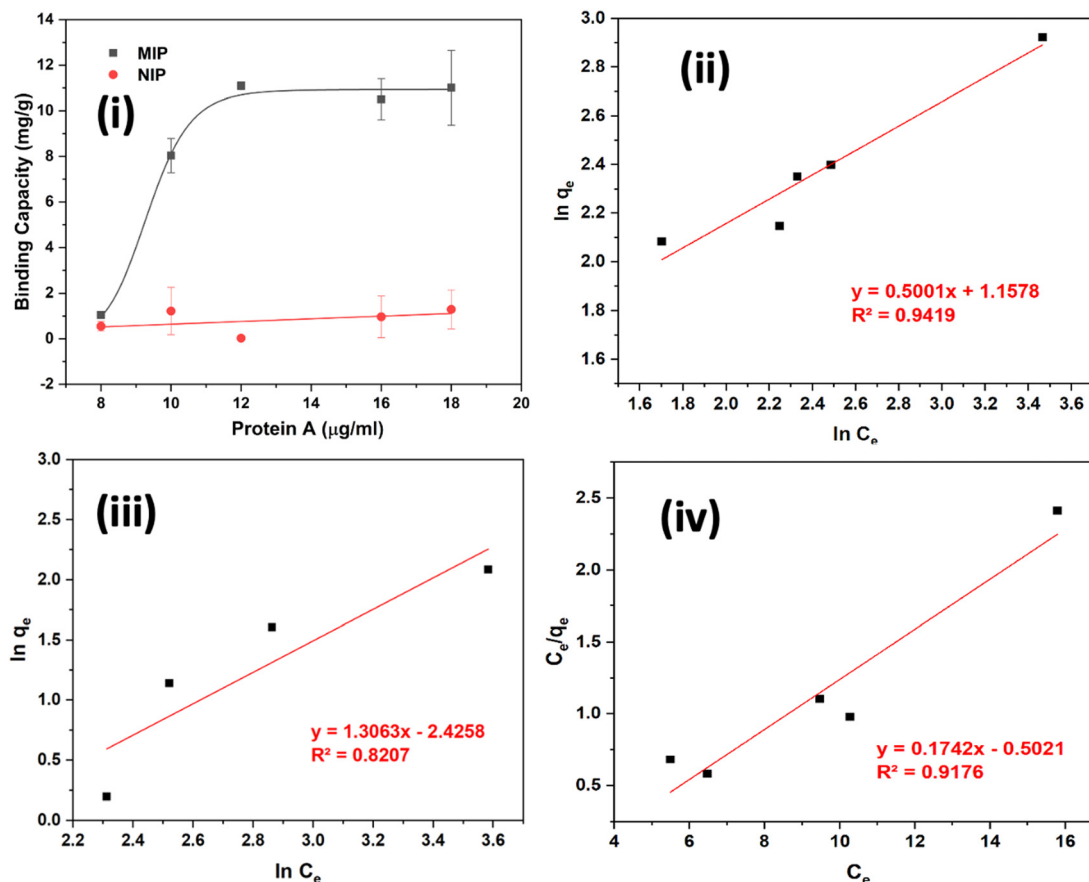 (i)
MIP
NIP
14
12
10
8
6
4
2
0
-2
8 10 12 14 16 18 20
Binding Capacity (mg/g)
Protein A (μg/ml)
(ii)
3.0
2.8
2.6
2.4
2.2
2.0
1.8
1.6
1.6 1.8 2.0 2.2 2.4 2.6 2.8 3.0 3.2 3.4 3.6
ln qₑ
ln Cₑ
y = 0.5001x + 1.1578
R² = 0.9419
(iii)
3.0
2.5
2.0
1.5
1.0
0.5
0.0
2.2 2.4 2.6 2.8 3.0 3.2 3.4 3.6
ln qₑ
ln Cₑ
y = 1.3063x - 2.4258
R² = 0.8207
(iv)
2.5
2.0
1.5
1.0
0.5
4 6 8 10 12 14 16
Cₑ/qₑ
Cₑ
y = 0.1742x - 0.5021
R² = 0.9176